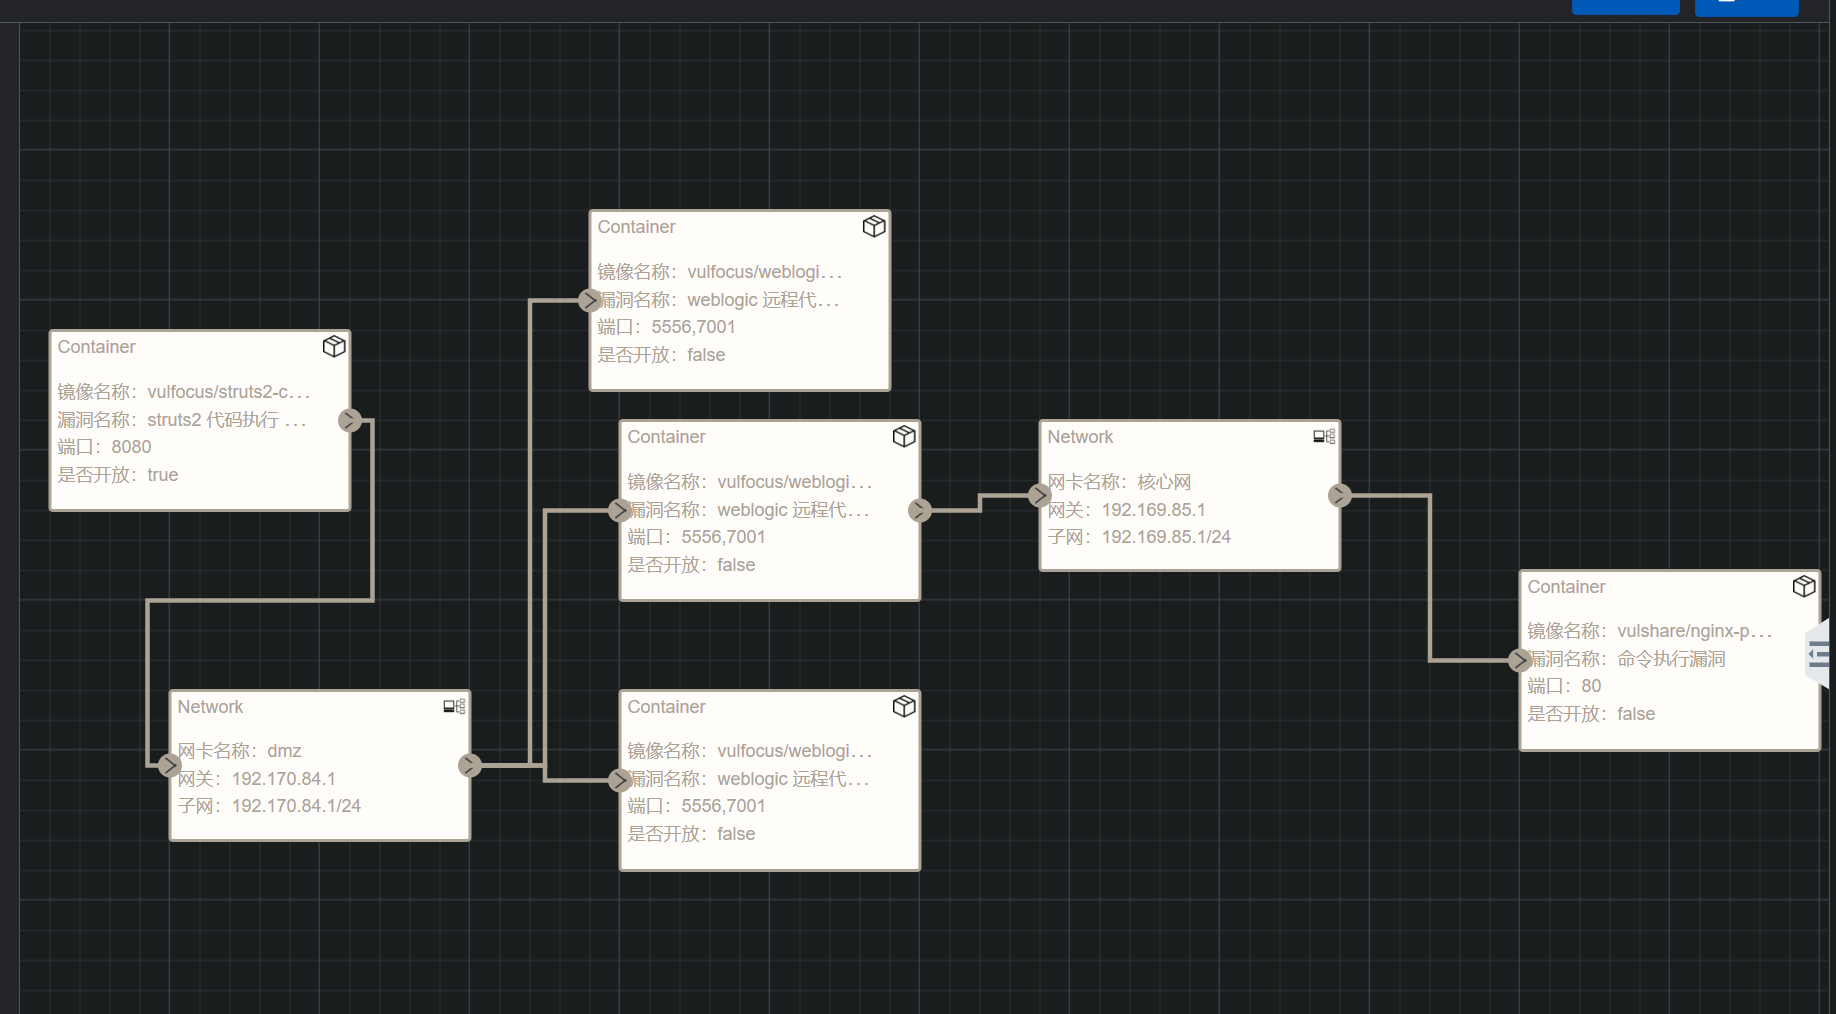 Container
镜像名称：vulfocus/struts2-c...
漏洞名称：struts2 代码执行 ...
端口：8080
是否开放：true
Network
网卡名称：dmz
网关：192.170.84.1
子网：192.170.84.1/24
Container
镜像名称：vulfocus/weblogi...
漏洞名称：weblogic 远程代...
端口：5556,7001
是否开放：false
Container
镜像名称：vulfocus/weblogi...
漏洞名称：weblogic 远程代...
端口：5556,7001
是否开放：false
Container
镜像名称：vulfocus/weblogi...
漏洞名称：weblogic 远程代...
端口：5556,7001
是否开放：false
Network
网卡名称：核心网
网关：192.169.85.1
子网：192.169.85.1/24
Container
镜像名称：vulshare/nginx-p...
漏洞名称：命令执行漏洞
端口：80
是否开放：false